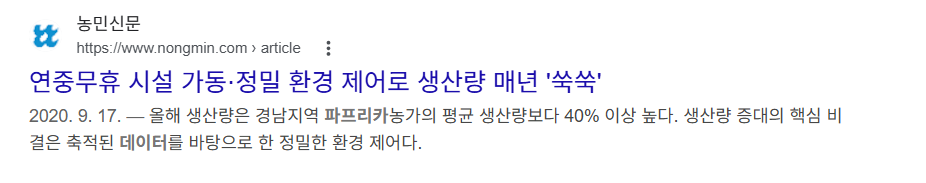 농민신문
https://www.nongmin.com › article
연중무휴 시설 가동·정밀 환경 제어로 생산량 매년 '쑥쑥'
2020. 9. 17. — 올해 생산량은 경남지역 파프리카농가의 평균 생산량보다 40% 이상 높다. 생산량 증대의 핵심 비
결은 축적된 데이터를 바탕으로 한 정밀한 환경 제어다.